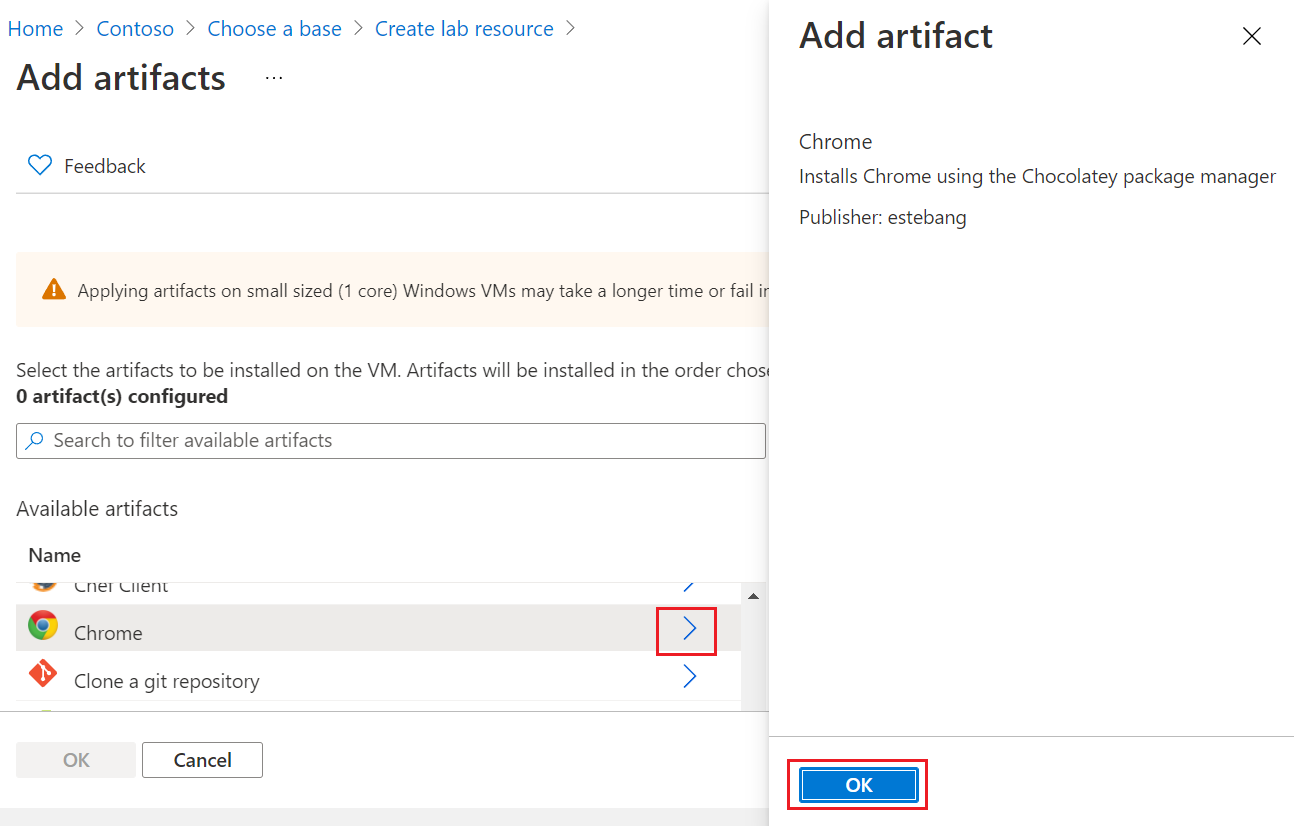 Home > Contoso > Choose a base > Create lab resource >
Add artifacts ...
Feedback
Applying artifacts on small sized (1 core) Windows VMs may take a longer time or fail
Select the artifacts to be installed on the VM. Artifacts will be installed in the order
0 artifact(s) configured
Search to filter available artifacts
Available artifacts
Name
Chef Client
Chrome
Clone a git repository
OK
Cancel
Add artifact
Chrome
Installs Chrome using the Chocolatey package manager
Publisher: estebang
OK